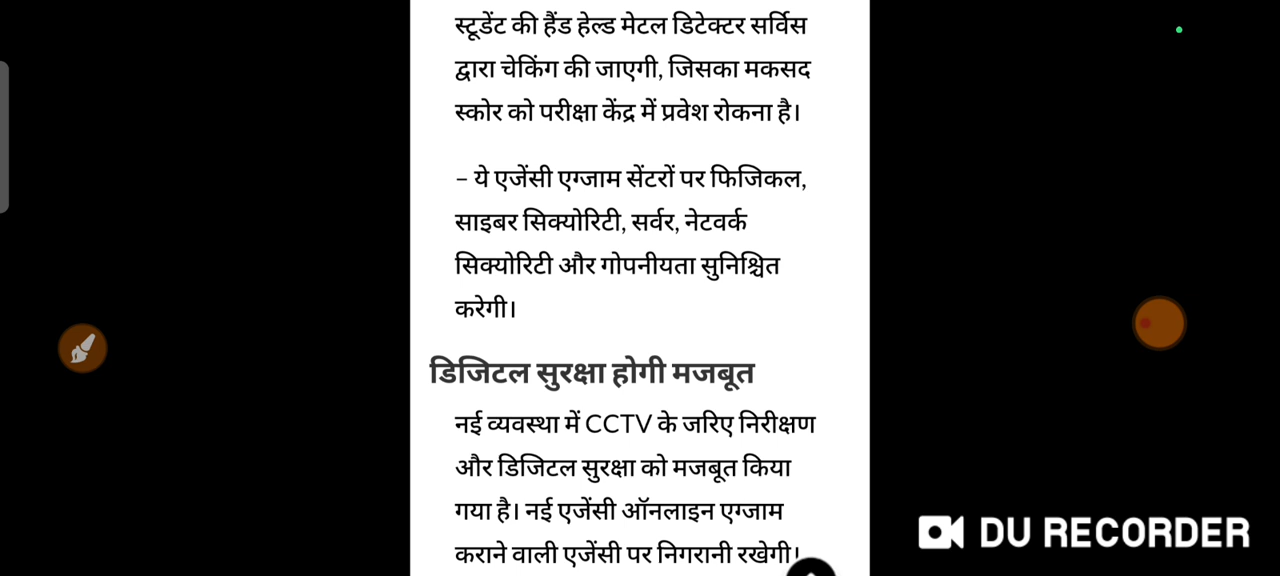 स्टूडेंट की हैंड हेल्ड मेटल डिटेक्टर सर्विस
द्वारा चेकिंग की जाएगी, जिसका मकसद
स्कोर को परीक्षा केंद्र में प्रवेश रोकना है।
– ये एजेंसी एग्जाम सेंटरों पर फिजिकल,
साइबर सिक्योरिटी, सर्वर, नेटवर्क
सिक्योरिटी और गोपनीयता सुनिश्चित
करेगी।
डिजिटल सुरक्षा होगी मजबूत
नई व्यवस्था में CCTV के जरिए निरीक्षण
और डिजिटल सुरक्षा को मजबूत किया
गया है। नई एजेंसी ऑनलाइन एग्जाम
कराने वाली एजेंसी पर निगरानी रखेगी।
DU RECORDER